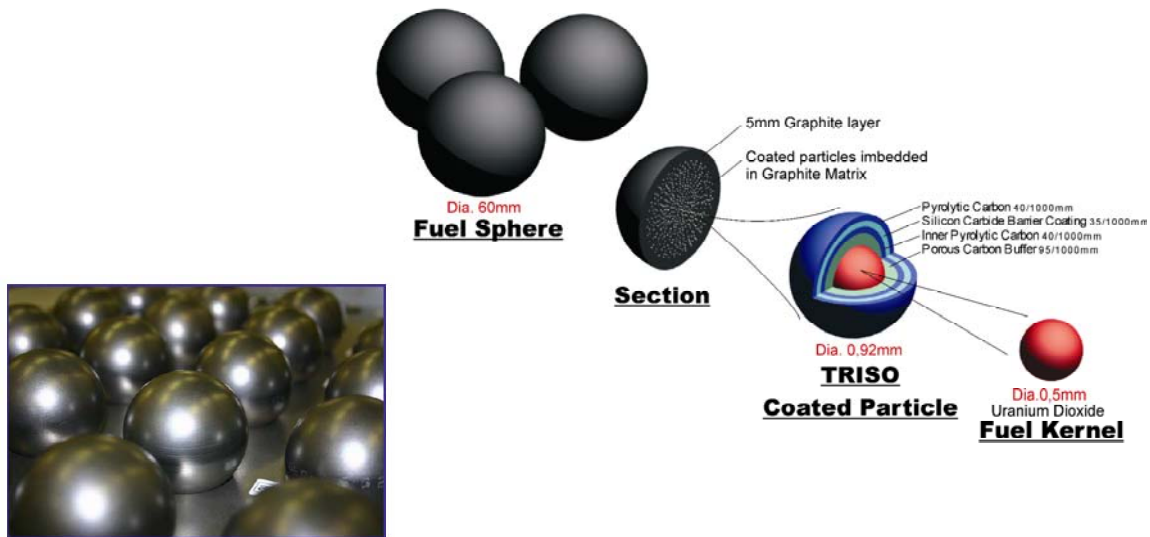 5mm Graphite layer
Coated particles imbedded
in Graphite Matrix
Dia. 60mm
Fuel Sphere
Pyrolytic Carbon 40/1000mm
Silicon Carbide Barrier Coating 35/1000mm
Inner Pyrolytic Carbon 40/1000mm
Porous Carbon Buffer 95/1000mm
Section
Dia. 0,92mm
TRISO
Coated Particle
Dia.0,5mm
Uranium Dioxide
Fuel Kernel